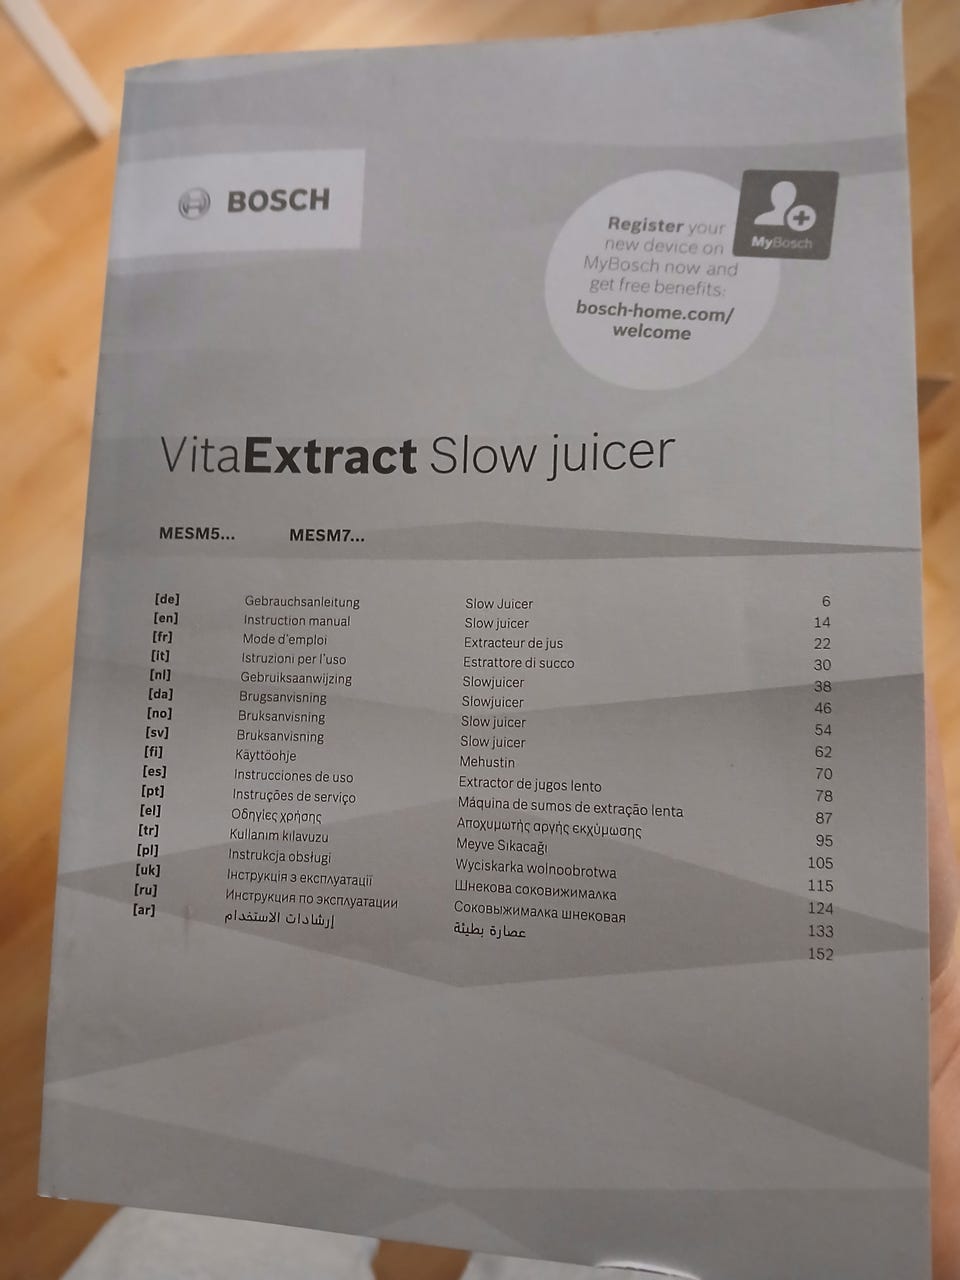 BOSCH
Register your
new device on
MyBosch now and
get free benefits:
bosch-home.com/
welcome
MyBosch
VitaExtract Slow juicer
MESM5... MESM7...
[de] Gebrauchsanleitung Slow Juicer 6
[en] Instruction manual Slow juicer 14
[fr] Mode d'emploi Extracteur de jus 22
[it] Istruzioni per l'uso Estrattore di succo 30
[nl] Gebruiksaanwijzing Slowjuicer 38
[da] Brugsanvisning Slowjuicer 46
[no] Bruksanvisning Slow juicer 54
[sv] Bruksanvisning Slow juicer 62
[fi] Käyttöohje Mehustin 70
[es] Instrucciones de uso Extractor de jugos lento 78
[pt] Instruções de serviço Máquina de sumos de extração lenta 87
[el] Οδηγίες χρήσης Αποχυμωτής αργής εκχύμωσης 95
[tr] Kullanım kılavuzu Meyve Sıkacağı 105
[pl] Instrukcja obsługi Wyciskarka wolnoobrotwa 115
[uk] Інструкція з експлуатації Шнекова соковижималка 124
[ru] Инструкция по эксплуатации Соковыжималка шнековая 133
[ar] إرشادات الاستخدام عصارة بطيئة 152